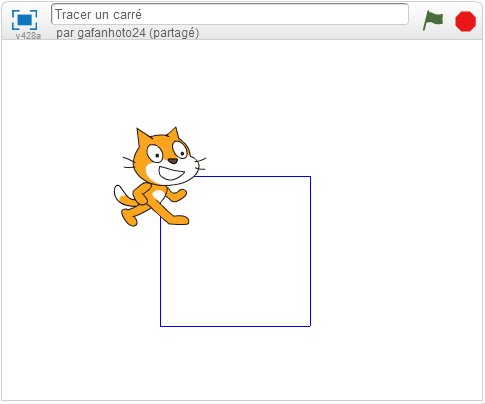 Tracer un carré
v428a
par gafanhoto24 (partagé)